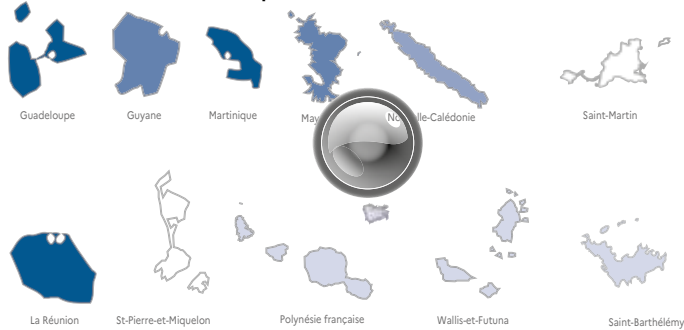 Guadeloupe
Guyane
Martinique
Saint-Martin
La Réunion
St-Pierre-et-Miquelon
Polynésie française
Wallis-et-Futuna
Saint-Barthélémy